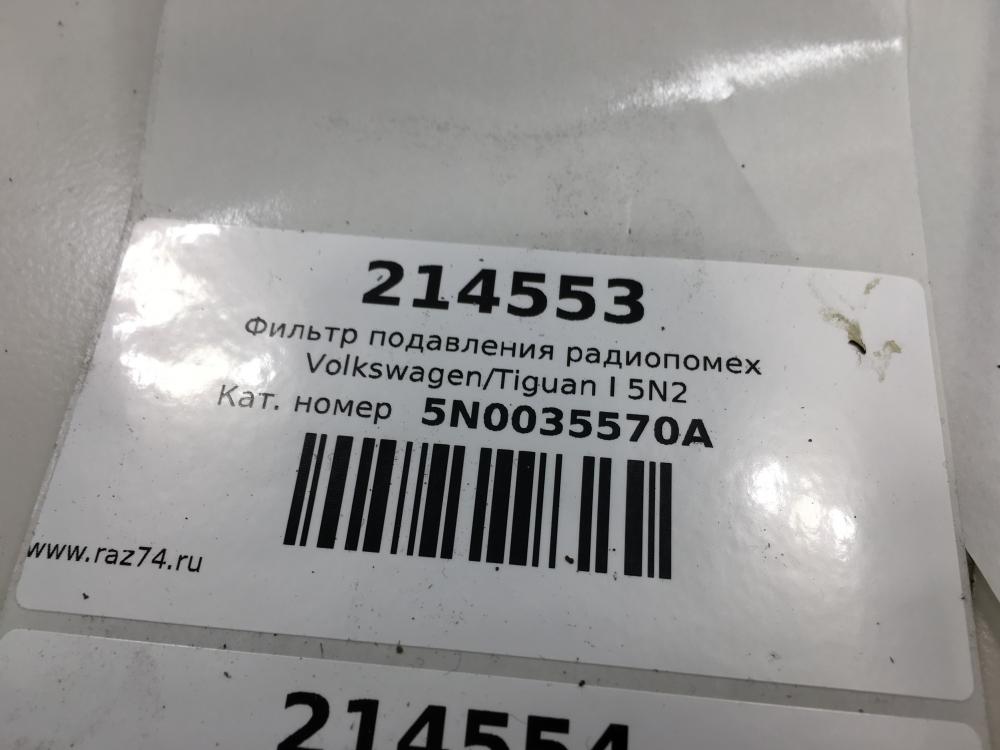 214553
Фильтр подавления радиопомех
Volkswagen/Tiguan I 5N2
Кат. номер 5N0035570A
www.raz74.ru
214554